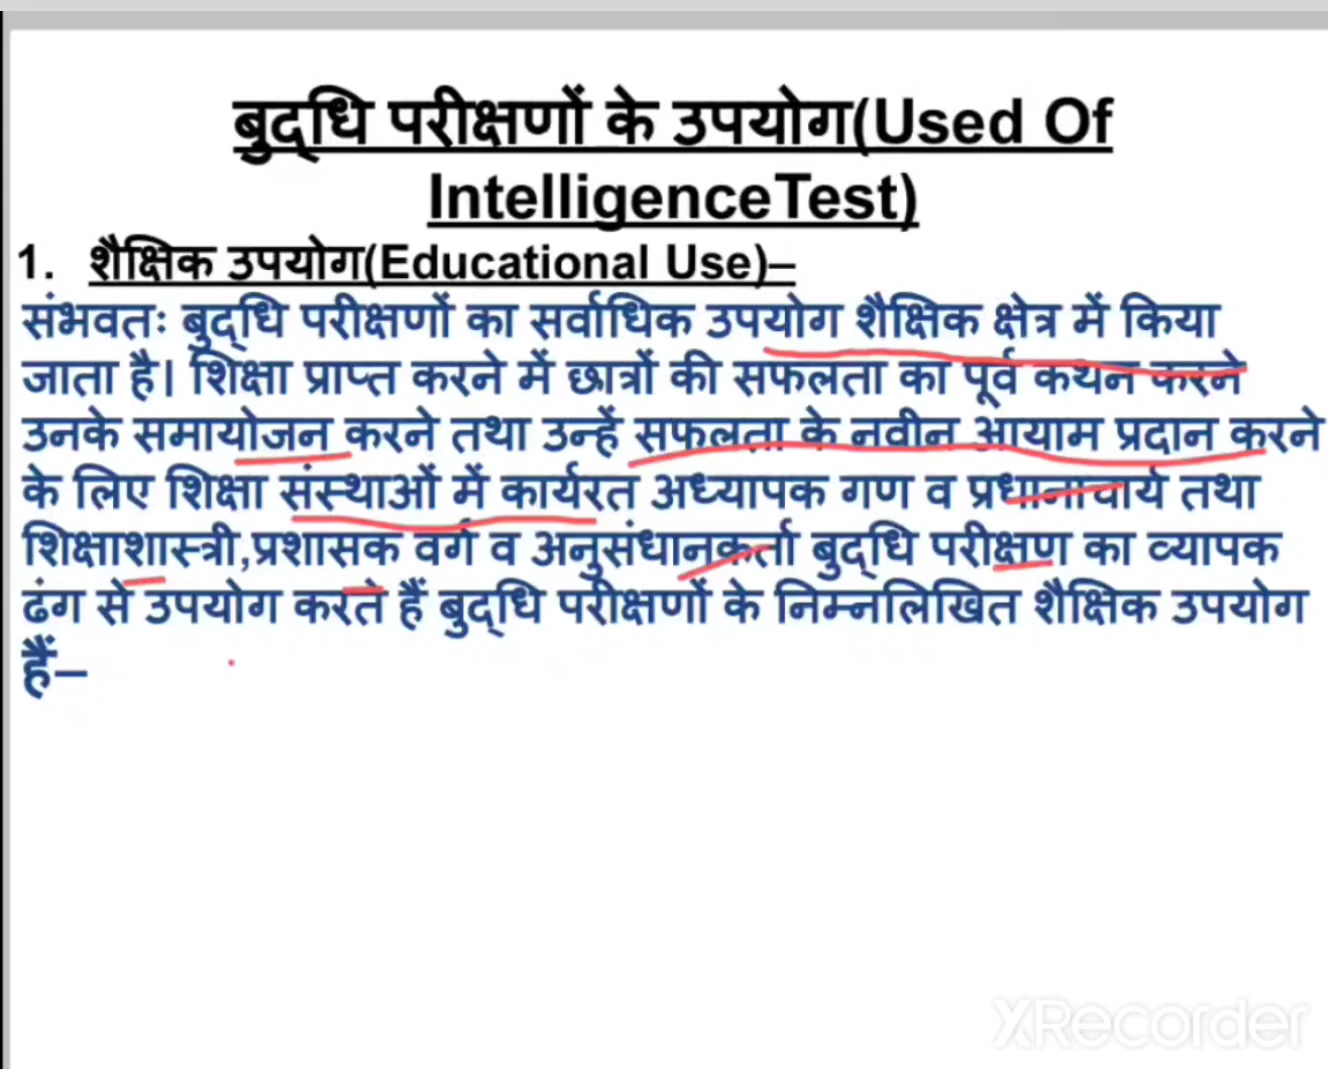 बुद्धि परीक्षणों के उपयोग(Used Of
IntelligenceTest)
1. शैक्षिक उपयोग(Educational Use)–
संभवतः बुद्धि परीक्षणों का सर्वाधिक उपयोग शैक्षिक क्षेत्र में किया
जाता है। शिक्षा प्राप्त करने में छात्रों की सफलता का पूर्व कथन करने
उनके समायोजन करने तथा उन्हें सफलता के नवीन आयाम प्रदान करने
के लिए शिक्षा संस्थाओं में कार्यरत अध्यापक गण व प्रधानाचार्य तथा
शिक्षाशास्त्री,प्रशासक वर्ग व अनुसंधानकर्ता बुद्धि परीक्षण का व्यापक
ढंग से उपयोग करते हैं बुद्धि परीक्षणों के निम्नलिखित शैक्षिक उपयोग
हैं–
XRecorder